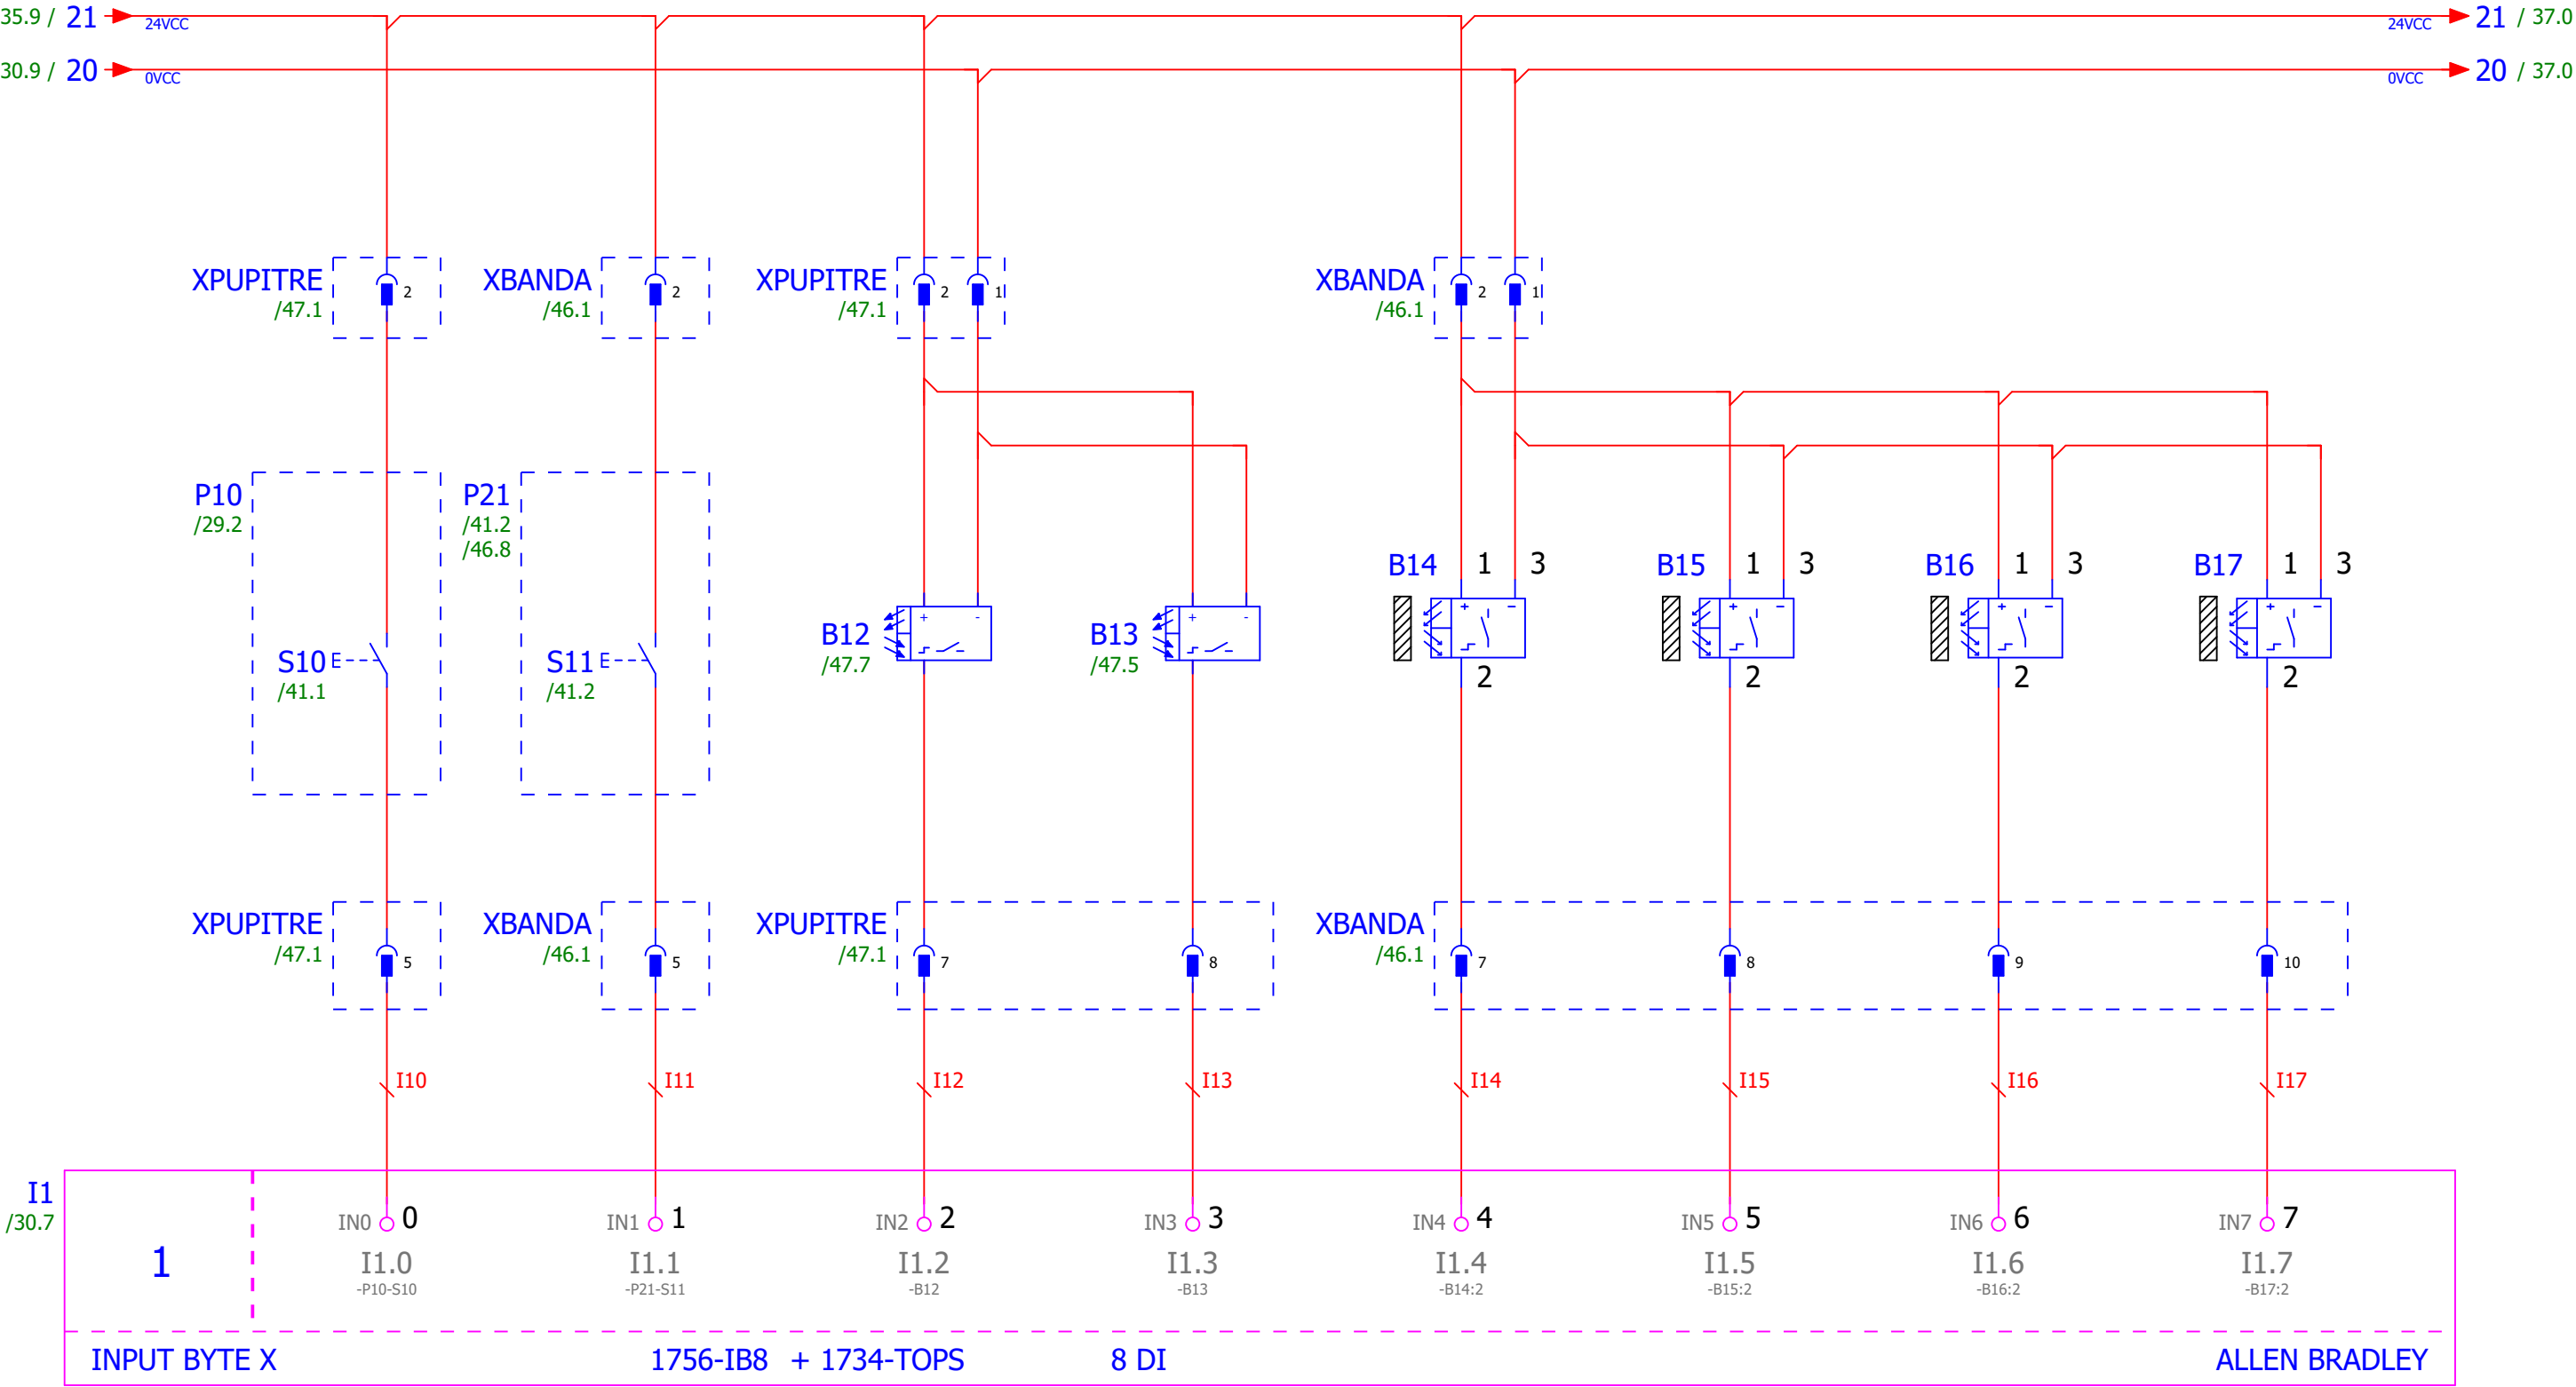 35.9 / 21 24VCC 24VCC 21 / 37.0
30.9 / 20 0VCC 0VCC 20 / 37.0
XPUPITRE 2 XBANDA 2 XPUPITRE 2 1 XBANDA 2 1
/47.1 /46.1 /47.1 /46.1
P10 P21
/29.2 /41.2
/46.8
B14 1 3 B15 1 3 B16 1 3 B17 1 3
+ - + - + - + - + - + -
B12 B13
/47.7 /47.5
S10 S11
/41.1 /41.2
2 2 2 2
XPUPITRE XBANDA XPUPITRE XBANDA
/47.1 5 /46.1 5 /47.1 7 8 /46.1 7 8 9 10
I10 I11 I12 I13 I14 I15 I16 I17
I1
/30.7
IN0 0 IN1 1 IN2 2 IN3 3 IN4 4 IN5 5 IN6 6 IN7 7
1 I1.0 I1.1 I1.2 I1.3 I1.4 I1.5 I1.6 I1.7
-P10-S10 -P21-S11 -B12 -B13 -B14:2 -B15:2 -B16:2 -B17:2
INPUT BYTE X 1756-IB8 + 1734-TOPS 8 DI ALLEN BRADLEY